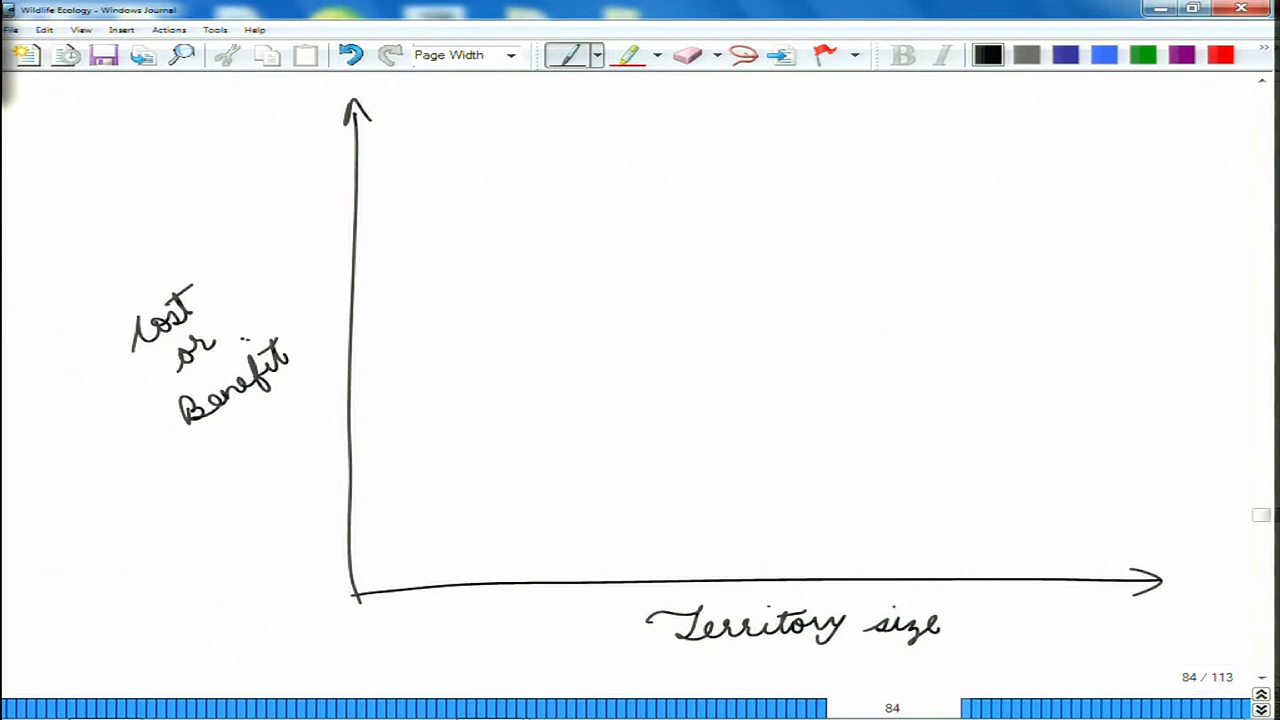 Wildlife Ecology - Windows Journal
File Edit View Insert Actions Tools Help
Page Width
B I
Cost
or
Benefit
Territory size
84 / 113
84